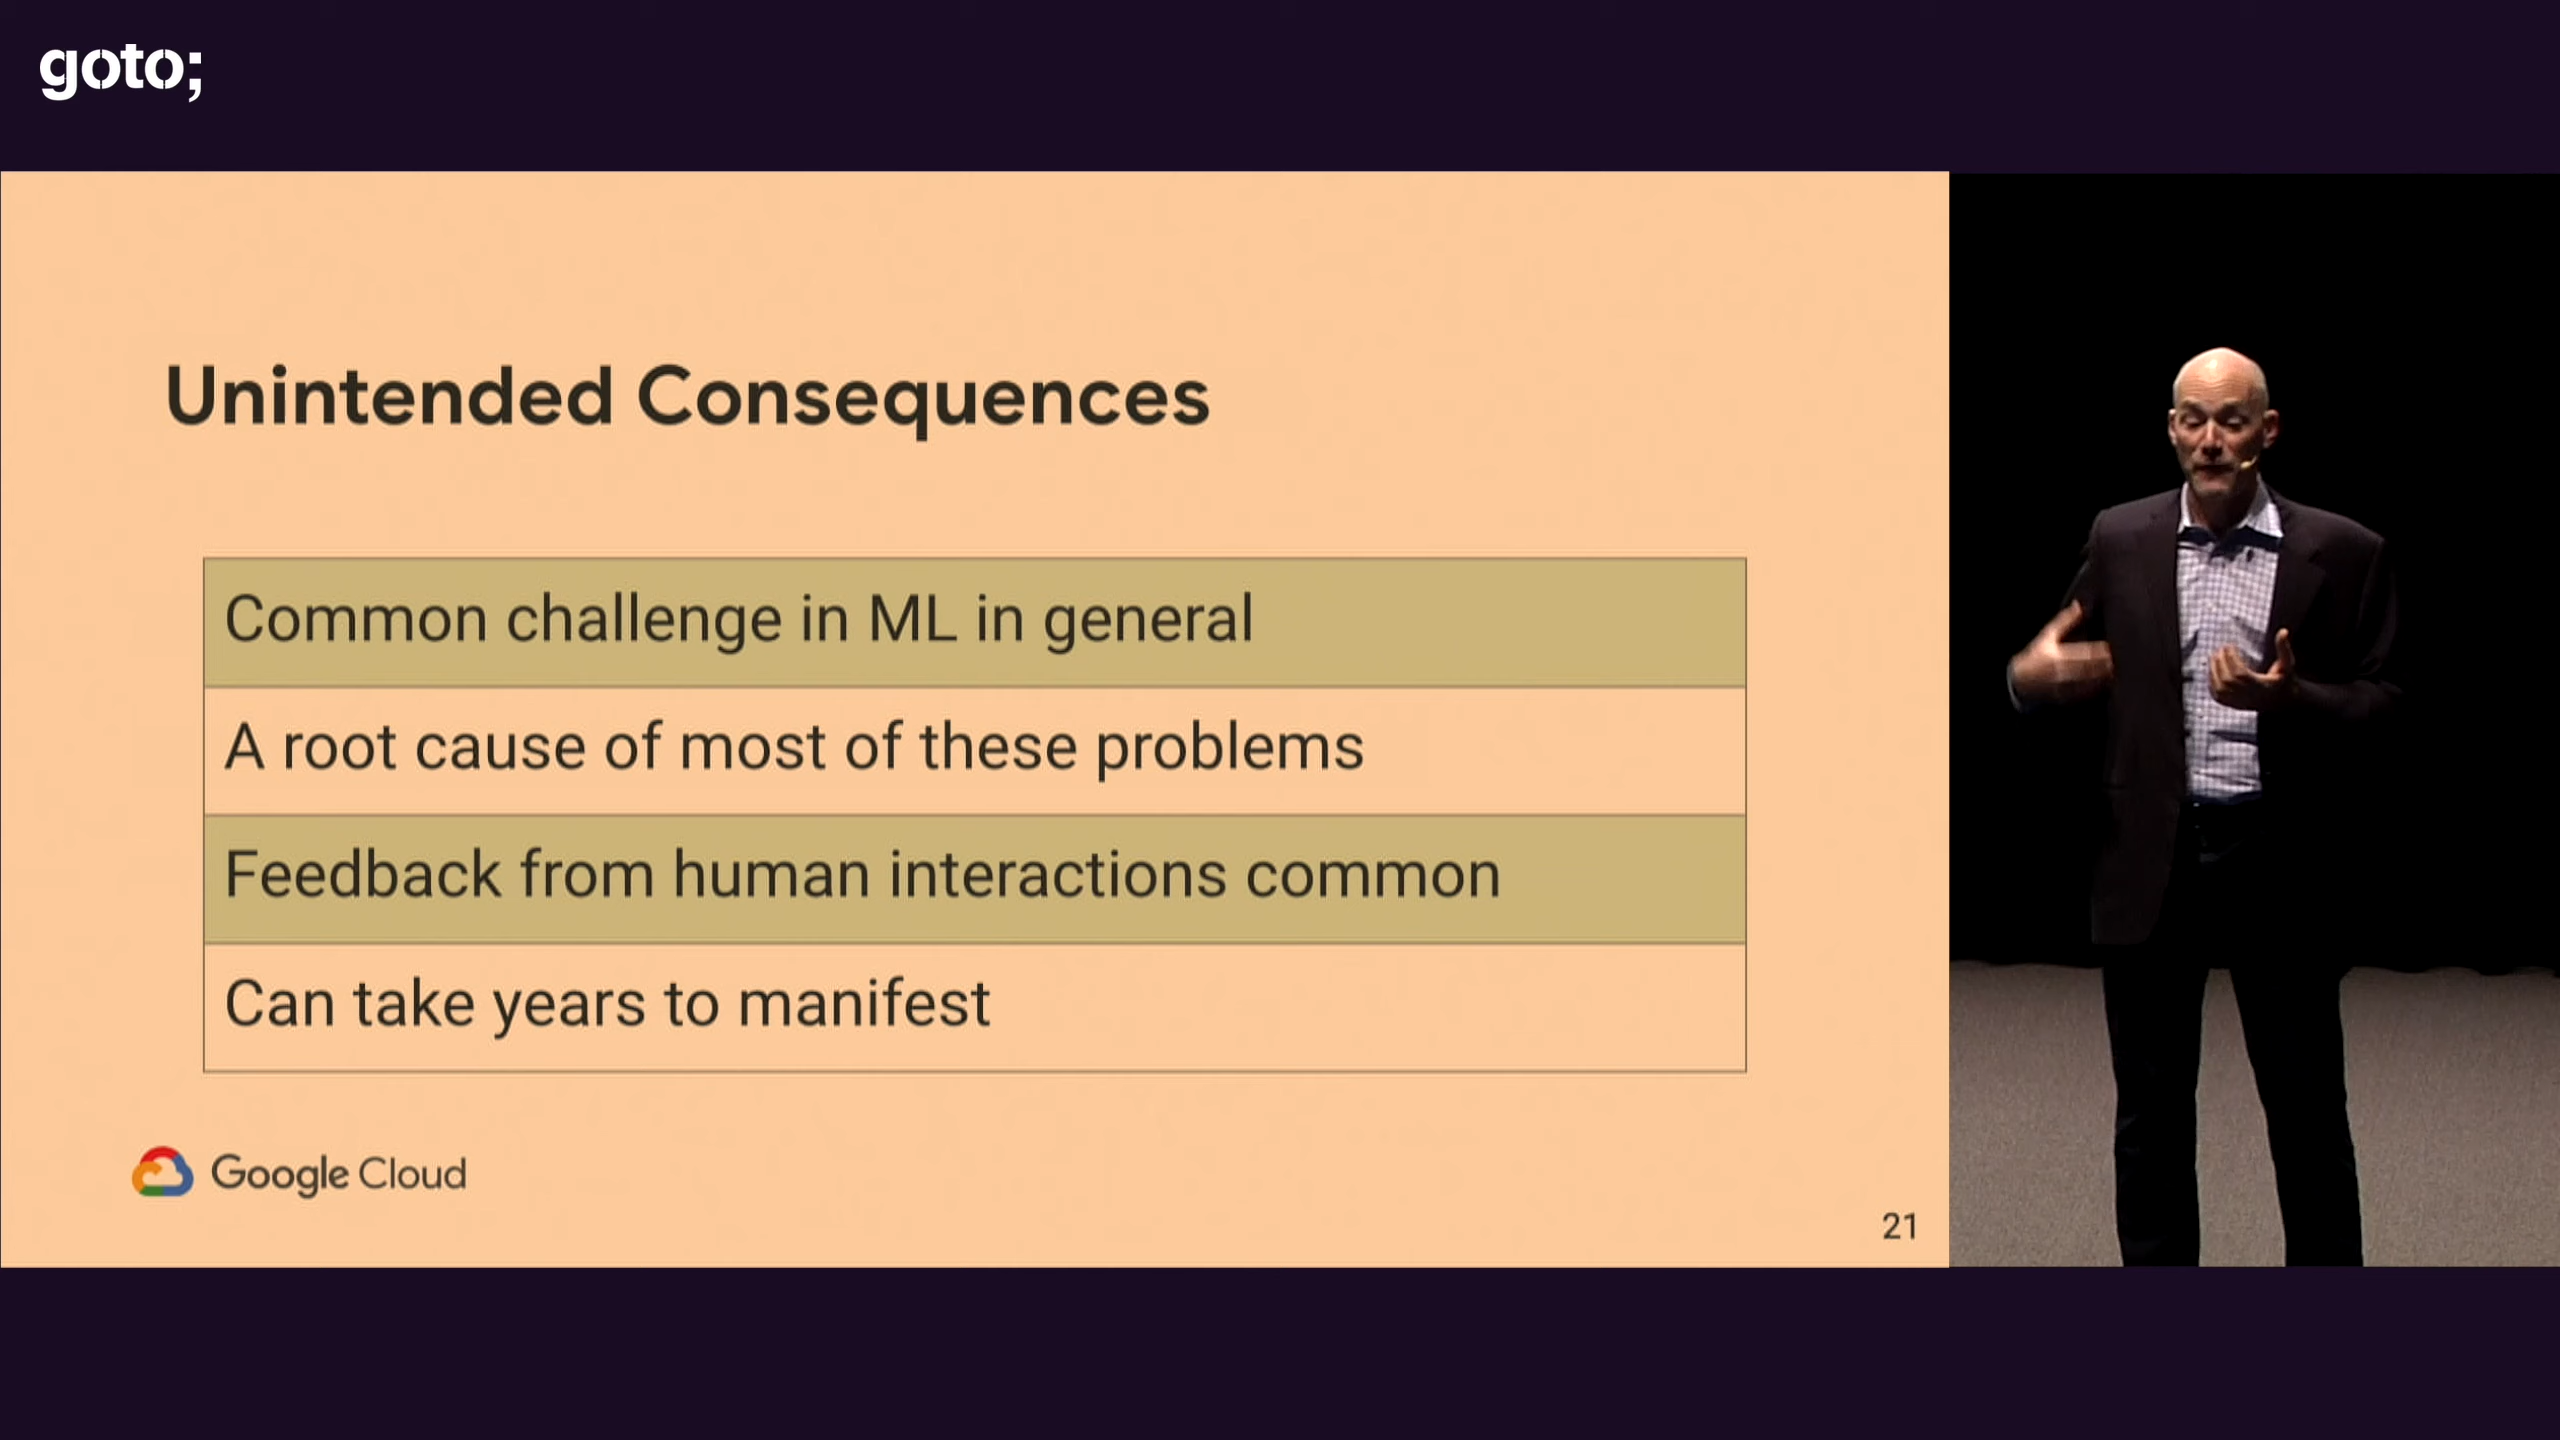 goto;
Unintended Consequences
Common challenge in ML in general
A root cause of most of these problems
Feedback from human interactions common
Can take years to manifest
Google Cloud
21